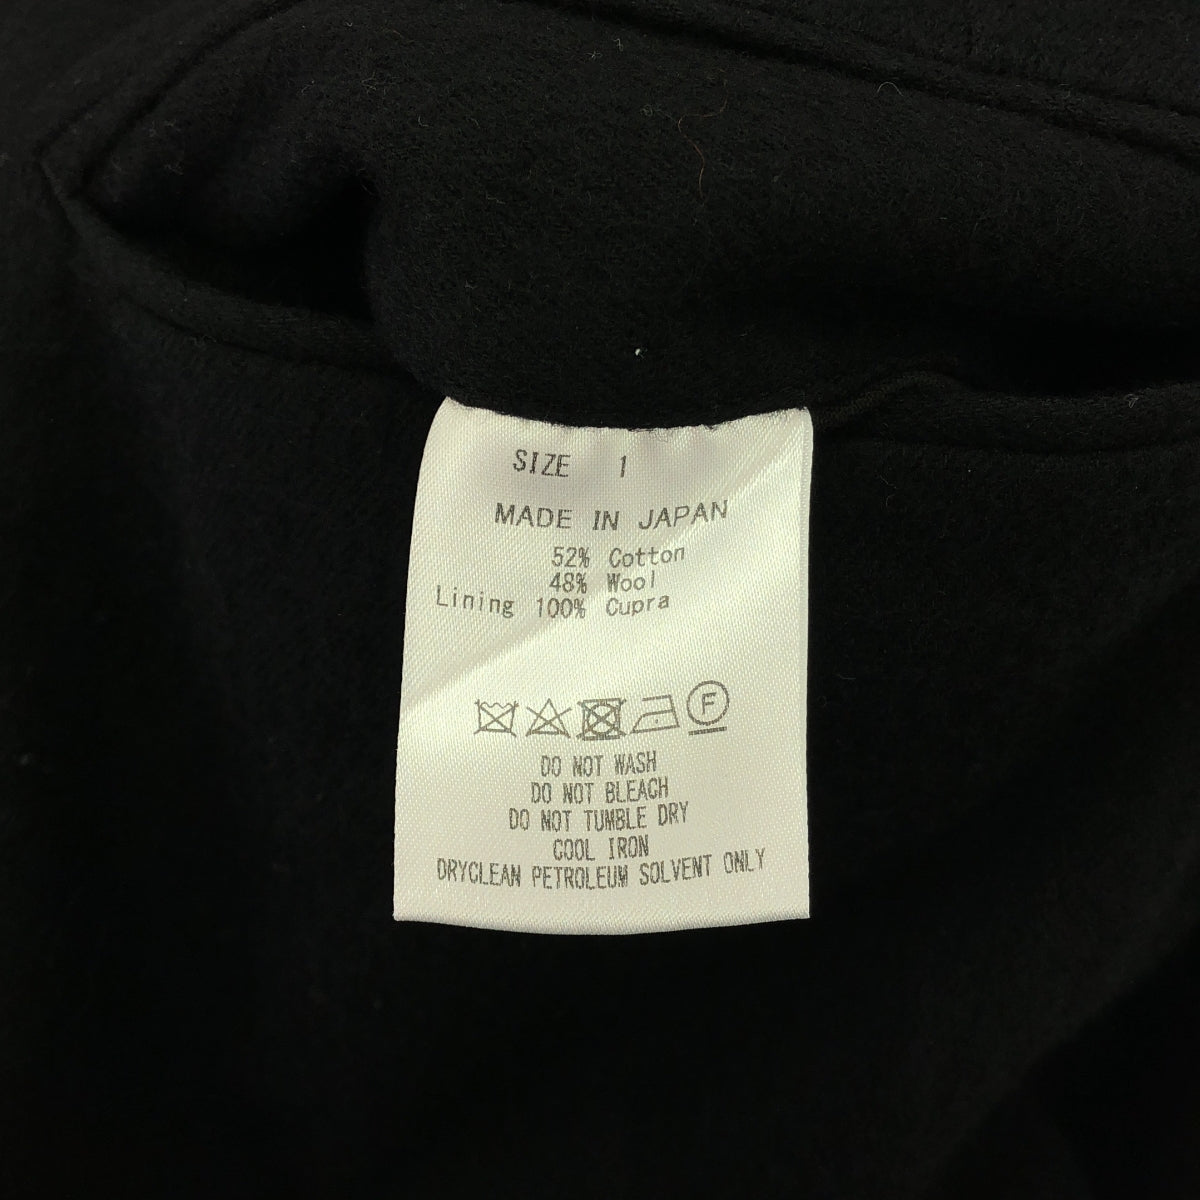 SIZE 1
MADE IN JAPAN
52% Cotton
48% Wool
Lining 100% Cupra
F
DO NOT WASH
DO NOT BLEACH
DO NOT TUMBLE DRY
COOL IRON
DRYCLEAN PETROLEUM SOLVENT ONLY